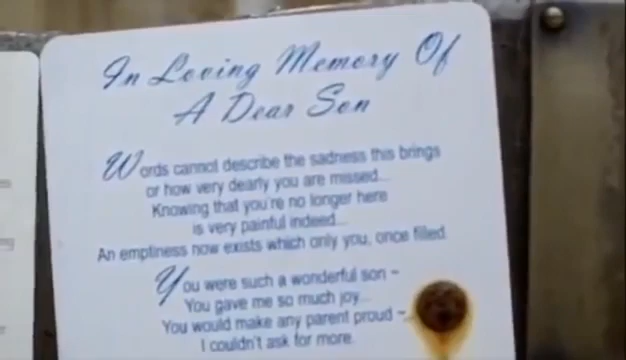 In Loving Memory Of
A Dear Son
Words cannot describe the sadness this brings
or how very dearly you are missed...
Knowing that you're no longer here
is very painful indeed...
An emptiness now exists which only you, once filled.
You were such a wonderful son ~
You gave me so much joy...
You would make any parent proud ~
I couldn't ask for more.